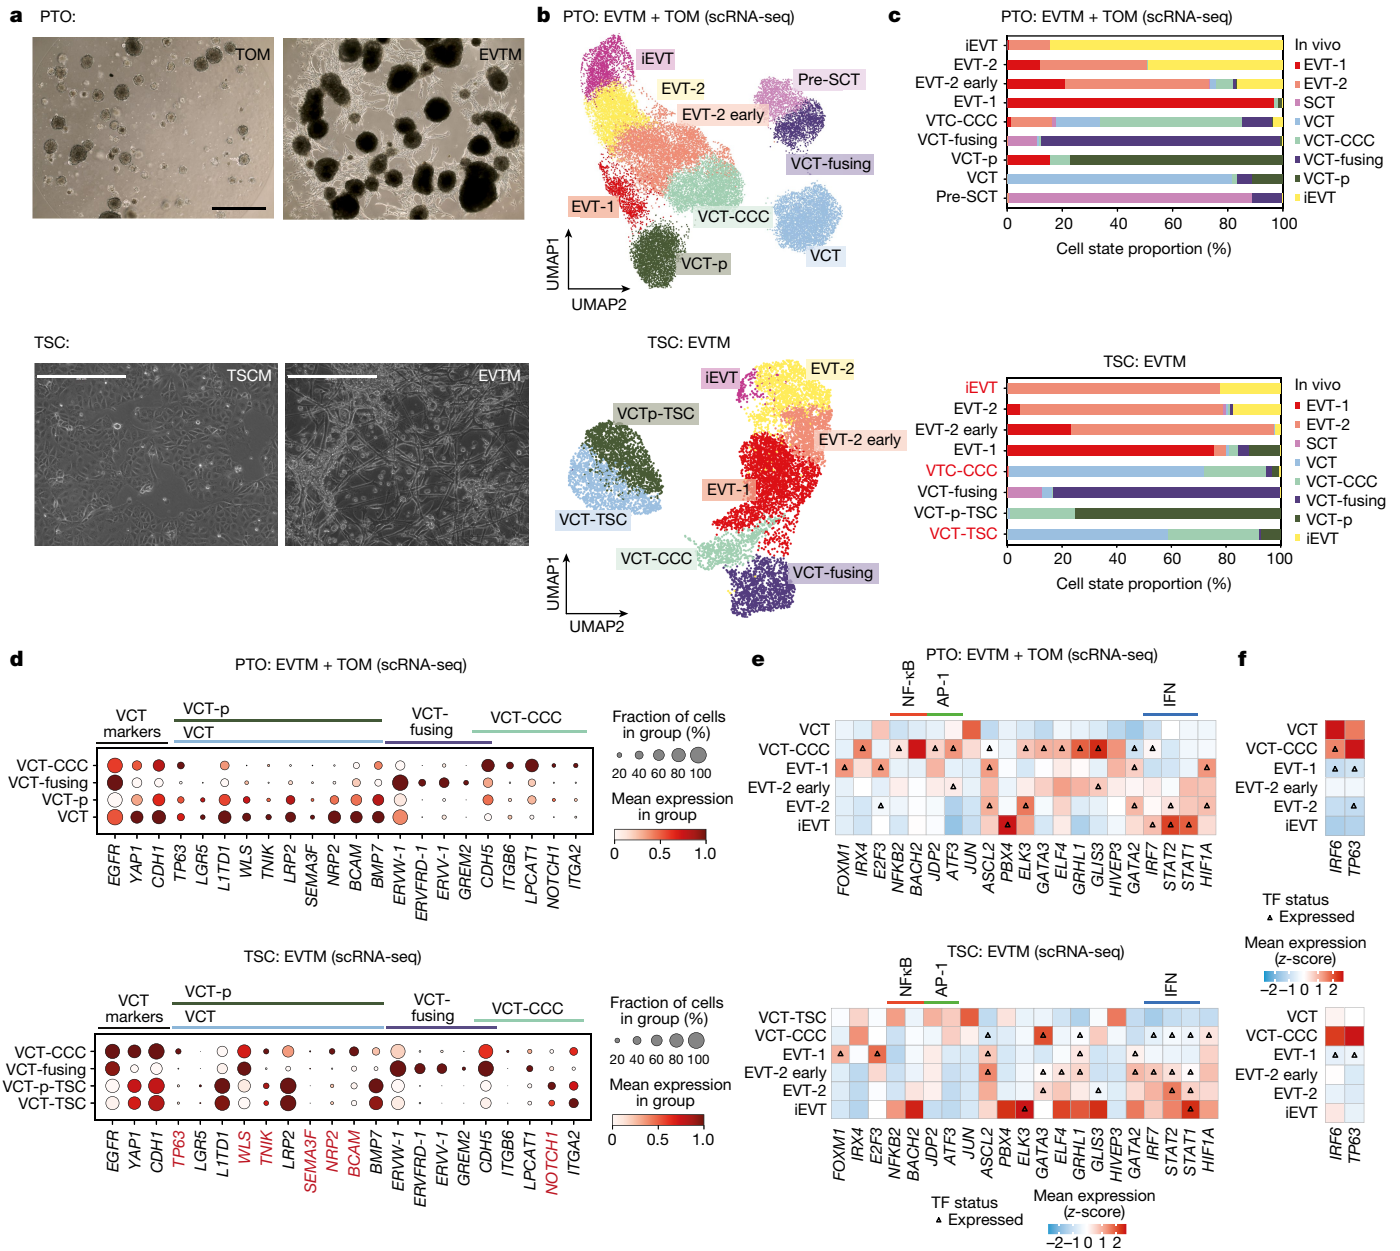 a
PTO:
TOM
EVTM
TSC:
TSCM
EVTM
b
PTO: EVTM + TOM (scRNA-seq)
iEVT
EVT-2
EVT-2 early
Pre-SCT
VCT-fusing
EVT-1
VCT-CCC
VCT
VCT-p
UMAP1
UMAP2
TSC: EVTM
iEVT
EVT-2
VCTp-TSC
EVT-2 early
EVT-1
VCT-TSC
VCT-CCC
VCT-fusing
UMAP1
UMAP2
c
PTO: EVTM + TOM (scRNA-seq)
iEVT
EVT-2
EVT-2 early
EVT-1
VTC-CCC
VCT-fusing
VCT-p
VCT
Pre-SCT
0 20 40 60 80 100
Cell state proportion (%)
In vivo
EVT-1
EVT-2
SCT
VCT
VCT-CCC
VCT-fusing
VCT-p
iEVT
TSC: EVTM
iEVT
EVT-2
EVT-2 early
EVT-1
VTC-CCC
VCT-fusing
VCT-p-TSC
VCT-TSC
0 20 40 60 80 100
Cell state proportion (%)
In vivo
EVT-1
EVT-2
SCT
VCT
VCT-CCC
VCT-fusing
VCT-p
iEVT
d
PTO: EVTM + TOM (scRNA-seq)
VCT
markers
VCT-p
VCT
VCT-
fusing
VCT-CCC
VCT-CCC
VCT-fusing
VCT-p
VCT
EGFR YAP1 CDH1 TP63 LGR5 L1TD1 WLS TNIK LRP2 SEMA3F NRP2 BCAM BMP7 ERVW-1 ERVFRD-1 ERV-1 GREM2 CDH5 ITGB6 LPCAT1 NOTCH1 ITGA2
Fraction of cells
in group (%)
20 40 60 80 100
Mean expression
in group
0 0.5 1.0
TSC: EVTM (scRNA-seq)
VCT
markers
VCT-p
VCT
VCT-
fusing
VCT-CCC
VCT-CCC
VCT-fusing
VCT-p-TSC
VCT-TSC
EGFR YAP1 CDH1 TP63 LGR5 L1TD1 WLS TNIK LRP2 SEMA3F NRP2 BCAM BMP7 ERVW-1 ERVFRD-1 ERVV-1 GREM2 CDH5 ITGB6 LPCAT1 NOTCH1 ITGA2
Fraction of cells
in group (%)
20 40 60 80 100
Mean expression
in group
0 0.5 1.0
e
PTO: EVTM + TOM (scRNA-seq)
NF-κB
AP-1
IFN
VCT
VCT-CCC
EVT-1
EVT-2 early
EVT-2
iEVT
FOXM1 IRX4 E2F3 NFKB2 BACH2 JDP2 ATF3 JUN ASCL2 PBX4 ELK3 GATA3 ELF4 GRHL1 GLIS3 HIVEP3 GATA2 IRF7 STAT2 STAT1 HIF1A
TSC: EVTM (scRNA-seq)
NFκB
AP-1
IFN
VCT-TSC
VCT-CCC
EVT-1
EVT-2 early
EVT-2
iEVT
FOXM1 IRX4 E2F3 NFKB2 BACH2 JDP2 ATF3 JUN ASCL2 PBX4 ELK3 GATA3 ELF4 GRHL1 GLIS3 HIVEP3 GATA2 IRF7 STAT2 STAT1 HIF1A
TF status
Expressed
Mean expression
(z-score)
−2 −1 0 1 2
f
VCT
VCT-CCC
EVT-1
EVT-2
iEVT
IRF6 TP63
TF status
Expressed
Mean expression
(z-score)
−2 −1 0 1 2
VCT
VCT-CCC
EVT-1
EVT-2 early
EVT-2
iEVT
IRF6 TP63